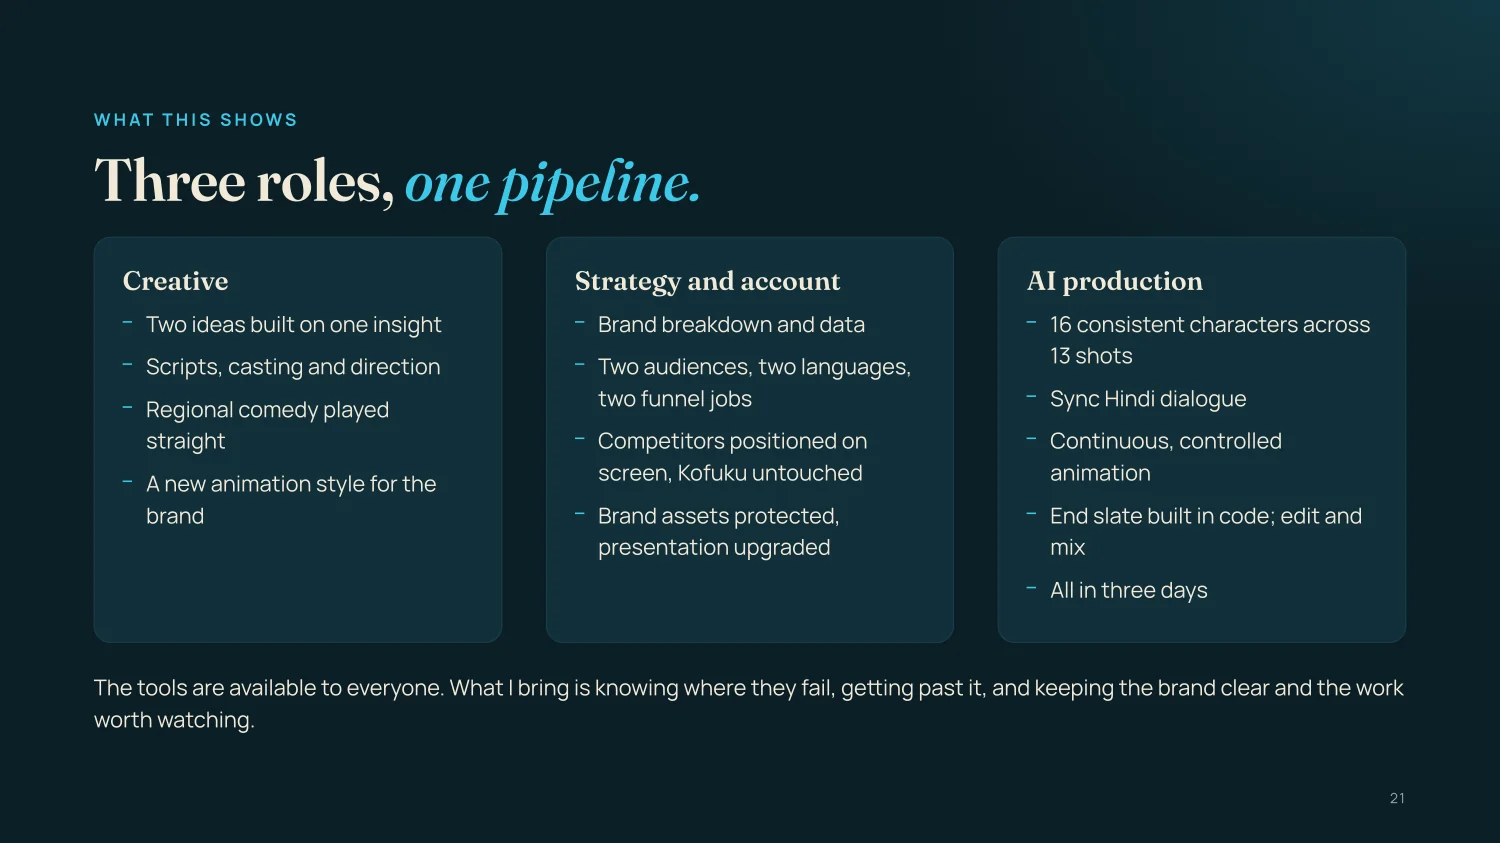 WHAT THIS SHOWS
Three roles, one pipeline.
Creative
– Two ideas built on one insight
– Scripts, casting and direction
– Regional comedy played
straight
– A new animation style for the
brand
Strategy and account
– Brand breakdown and data
– Two audiences, two languages,
two funnel jobs
– Competitors positioned on
screen, Kofuku untouched
– Brand assets protected,
presentation upgraded
AI production
– 16 consistent characters across
13 shots
– Sync Hindi dialogue
– Continuous, controlled
animation
– End slate built in code; edit and
mix
– All in three days
The tools are available to everyone. What I bring is knowing where they fail, getting past it, and keeping the brand clear and the work
worth watching.
21